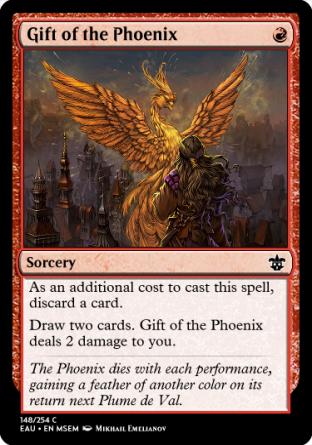 Gift of the Phoenix
Sorcery
As an additional cost to cast this spell,
discard a card.
Draw two cards. Gift of the Phoenix
deals 2 damage to you.
The Phoenix dies with each performance,
gaining a feather of another color on its
return next Plume de Val.
148/254 C
EAU • EN MSEM Mikhail Emelianov